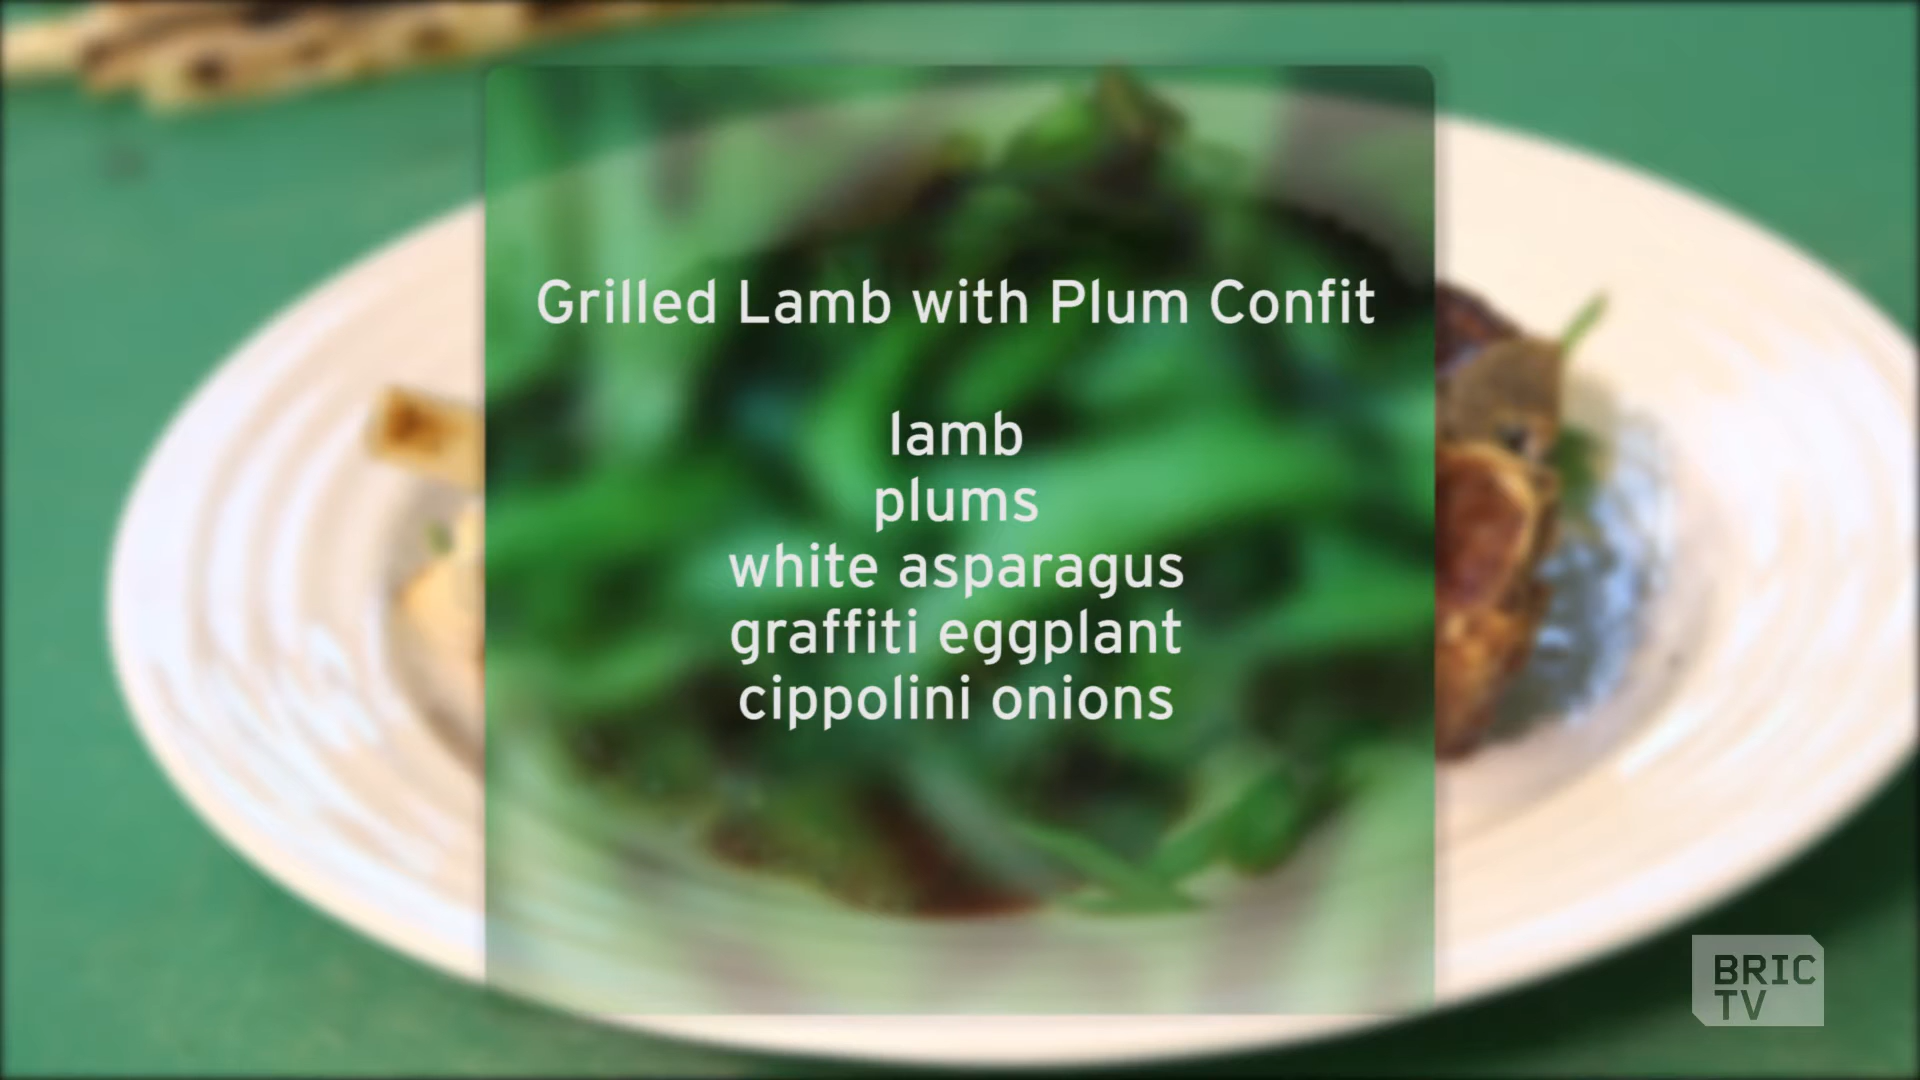 Grilled Lamb with Plum Confit
lamb
plums
white asparagus
graffiti eggplant
cippolini onions
BRIC
TV